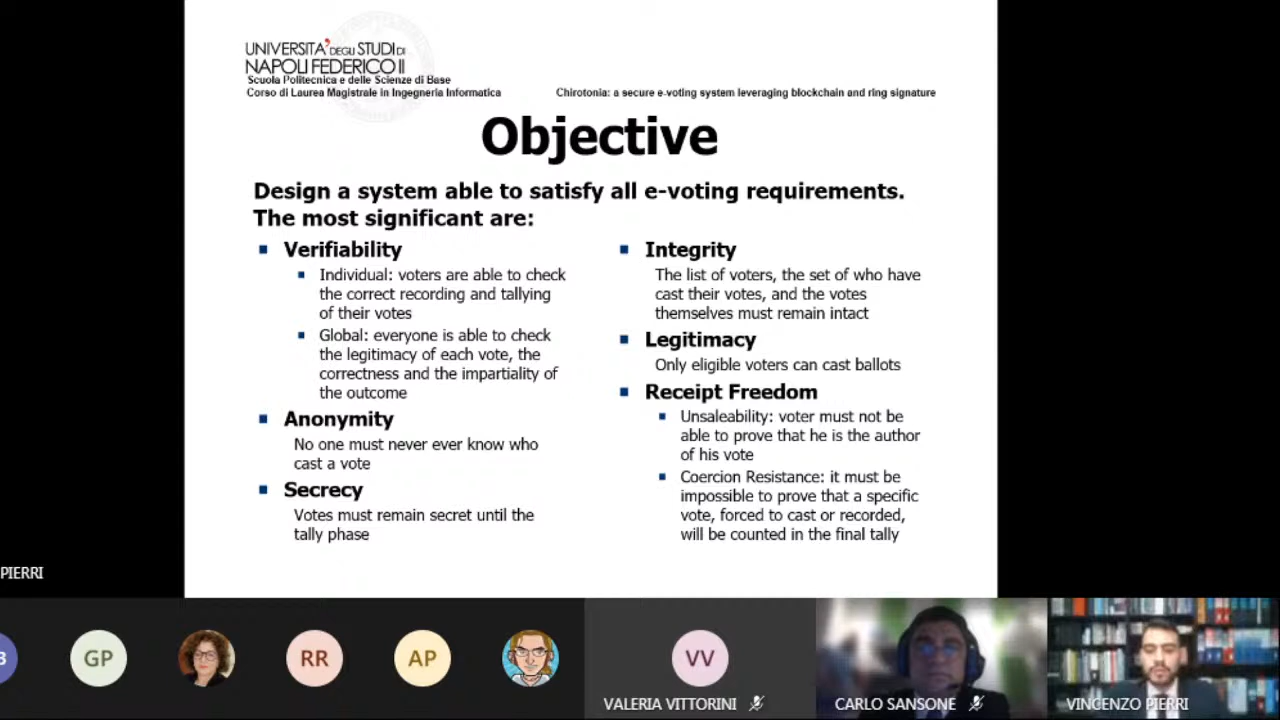 UNIVERSITA' DEGLI STUDI DI
NAPOLI FEDERICO II
Scuola Politecnica e delle Scienze di Base
Corso di Laurea Magistrale in Ingegneria Informatica
Chirotonia: a secure e-voting system leveraging blockchain and ring signature
Objective
Design a system able to satisfy all e-voting requirements.
The most significant are:
Verifiability
Individual: voters are able to check
the correct recording and tallying
of their votes
Global: everyone is able to check
the legitimacy of each vote, the
correctness and the impartiality of
the outcome
Anonymity
No one must never ever know who
cast a vote
Secrecy
Votes must remain secret until the
tally phase
Integrity
The list of voters, the set of who have
cast their votes, and the votes
themselves must remain intact
Legitimacy
Only eligible voters can cast ballots
Receipt Freedom
Unsaleability: voter must not be
able to prove that he is the author
of his vote
Coercion Resistance: it must be
impossible to prove that a specific
vote, forced to cast or recorded,
will be counted in the final tally
PIERRI
B
GP
RR
AP
VV
VALERIA VITTORINI
CARLO SANSONE
VINCENZO PIERRI